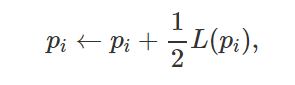 p_i ← p_i + \frac{1}{2} L(p_i),